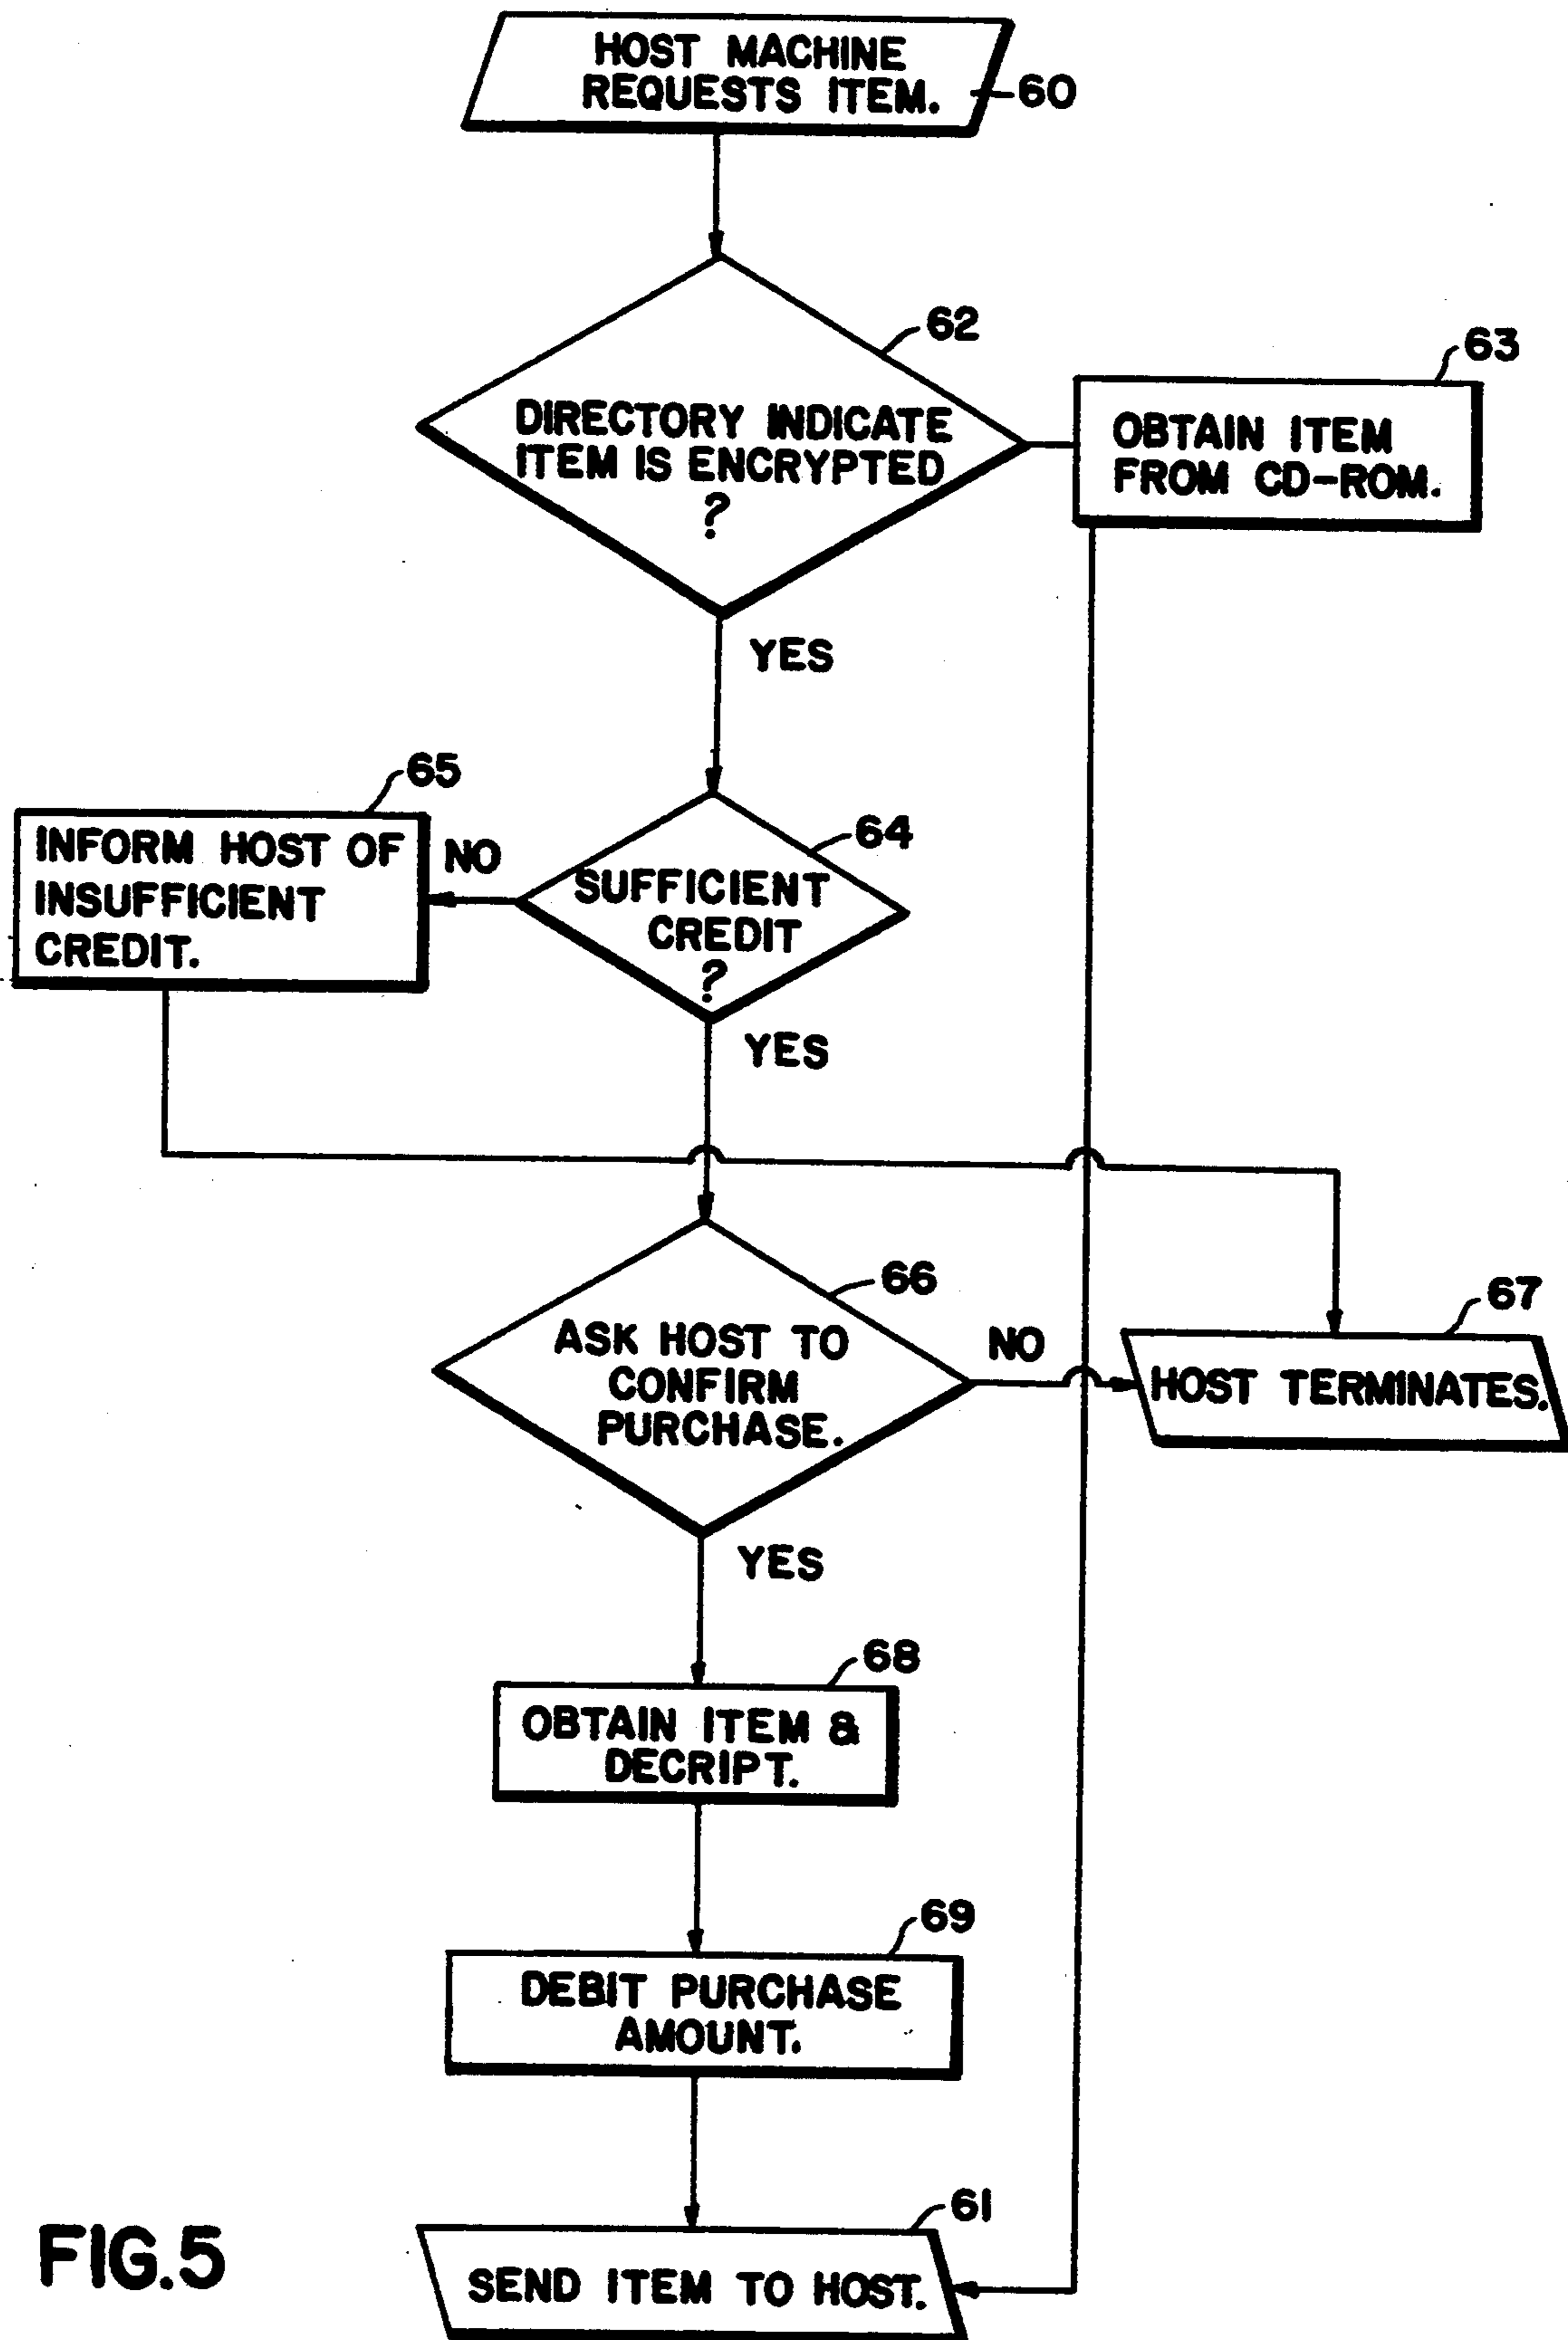 HOST MACHINE
REQUESTS ITEM.
60
62
DIRECTORY INDICATE
ITEM IS ENCRYPTED
?
63
OBTAIN ITEM
FROM CD-ROM.
YES
65
INFORM HOST OF
INSUFFICIENT
CREDIT.
NO
64
SUFFICIENT
CREDIT
?
YES
66
ASK HOST TO
CONFIRM
PURCHASE.
NO
67
HOST TERMINATES.
YES
68
OBTAIN ITEM &
DECRIPT.
69
DEBIT PURCHASE
AMOUNT.
61
SEND ITEM TO HOST.
FIG.5